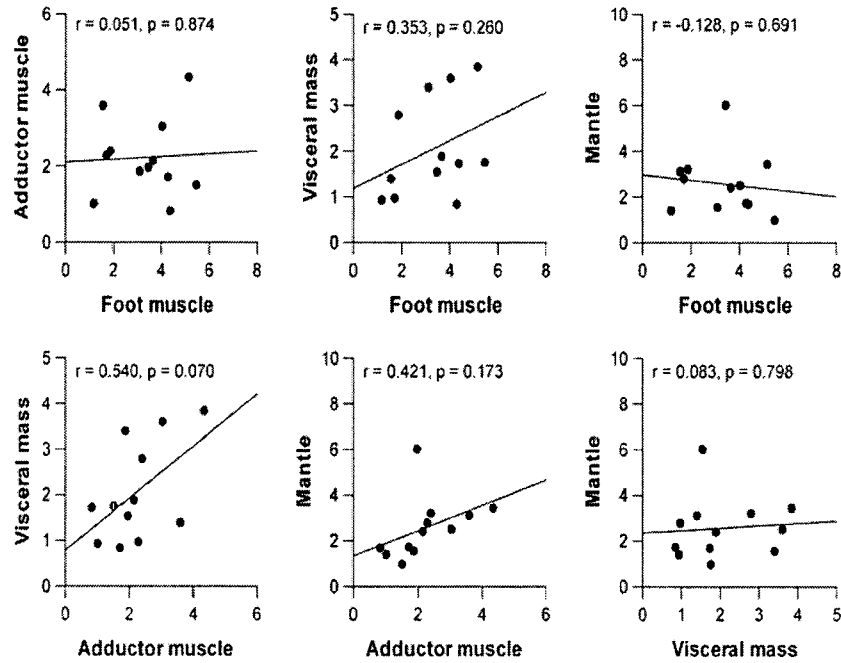 r = 0.051, p = 0.874
Adductor muscle
5
4
3
2
1
0
0 2 4 6 8
Foot muscle
r = 0.353, p = 0.260
Visceral mass
5
4
3
2
1
0
0 2 4 6 8
Foot muscle
r = -0.128, p = 0.691
Mantle
10
8
6
4
2
0
0 2 4 6 8
Foot muscle
r = 0.540, p = 0.070
Visceral mass
5
4
3
2
1
0
0 2 4 6
Adductor muscle
r = 0.421, p = 0.173
Mantle
10
8
6
4
2
0
0 2 4 6
Adductor muscle
r = 0.083, p = 0.798
Mantle
10
8
6
4
2
0
0 1 2 3 4 5
Visceral mass